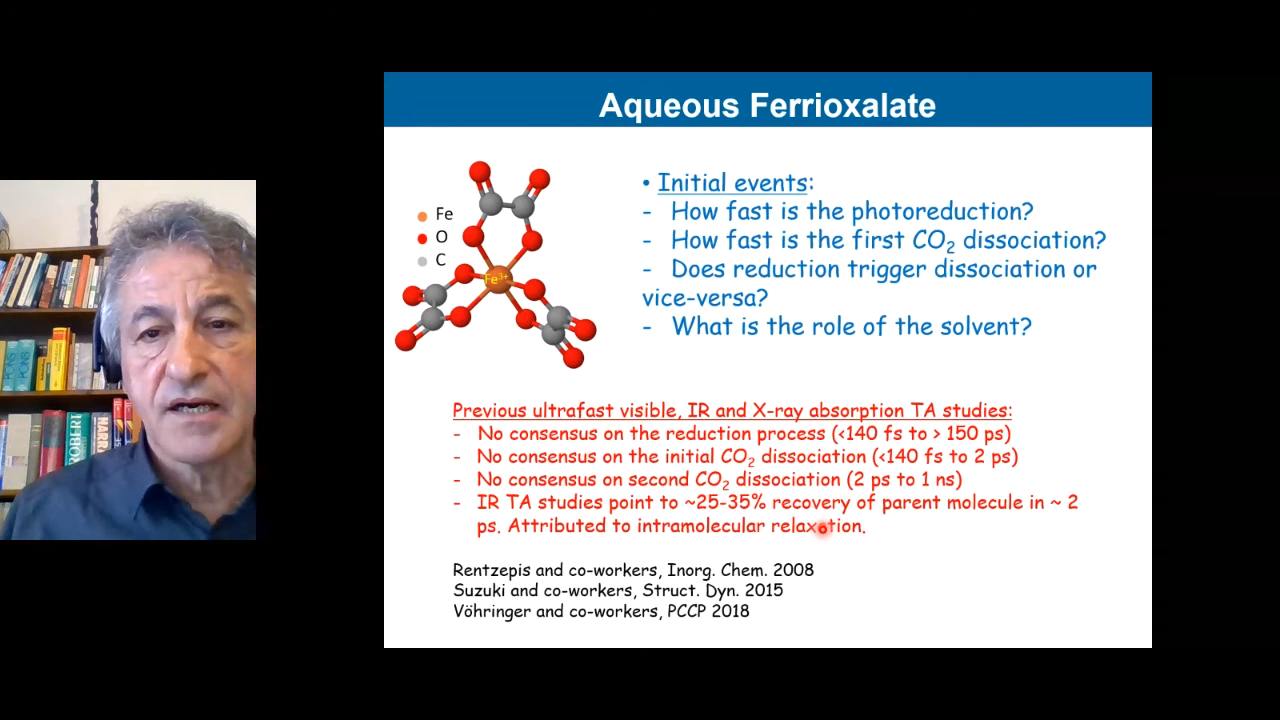 Aqueous Ferrioxalate
Fe
O
C
Fe³⁺
• Initial events:
- How fast is the photoreduction?
- How fast is the first CO₂ dissociation?
- Does reduction trigger dissociation or
vice-versa?
- What is the role of the solvent?
Previous ultrafast visible, IR and X-ray absorption TA studies:
- No consensus on the reduction process (<140 fs to > 150 ps)
- No consensus on the initial CO₂ dissociation (<140 fs to 2 ps)
- No consensus on second CO₂ dissociation (2 ps to 1 ns)
- IR TA studies point to ~25-35% recovery of parent molecule in ~ 2
ps. Attributed to intramolecular relaxation.
Rentzepis and co-workers, Inorg. Chem. 2008
Suzuki and co-workers, Struct. Dyn. 2015
Vöhringer and co-workers, PCCP 2018
PONS
PONS
ROBERT